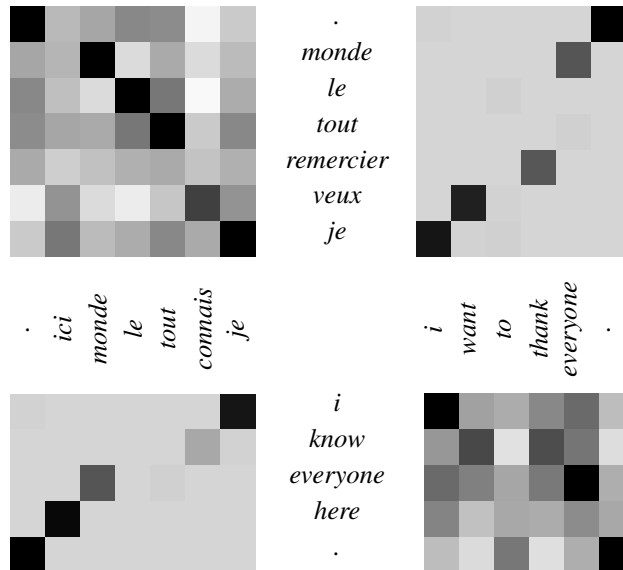 .
monde
le
tout
remercier
veux
je
. ici monde le tout connais je
i want to thank everyone .
i
know
everyone
here
.